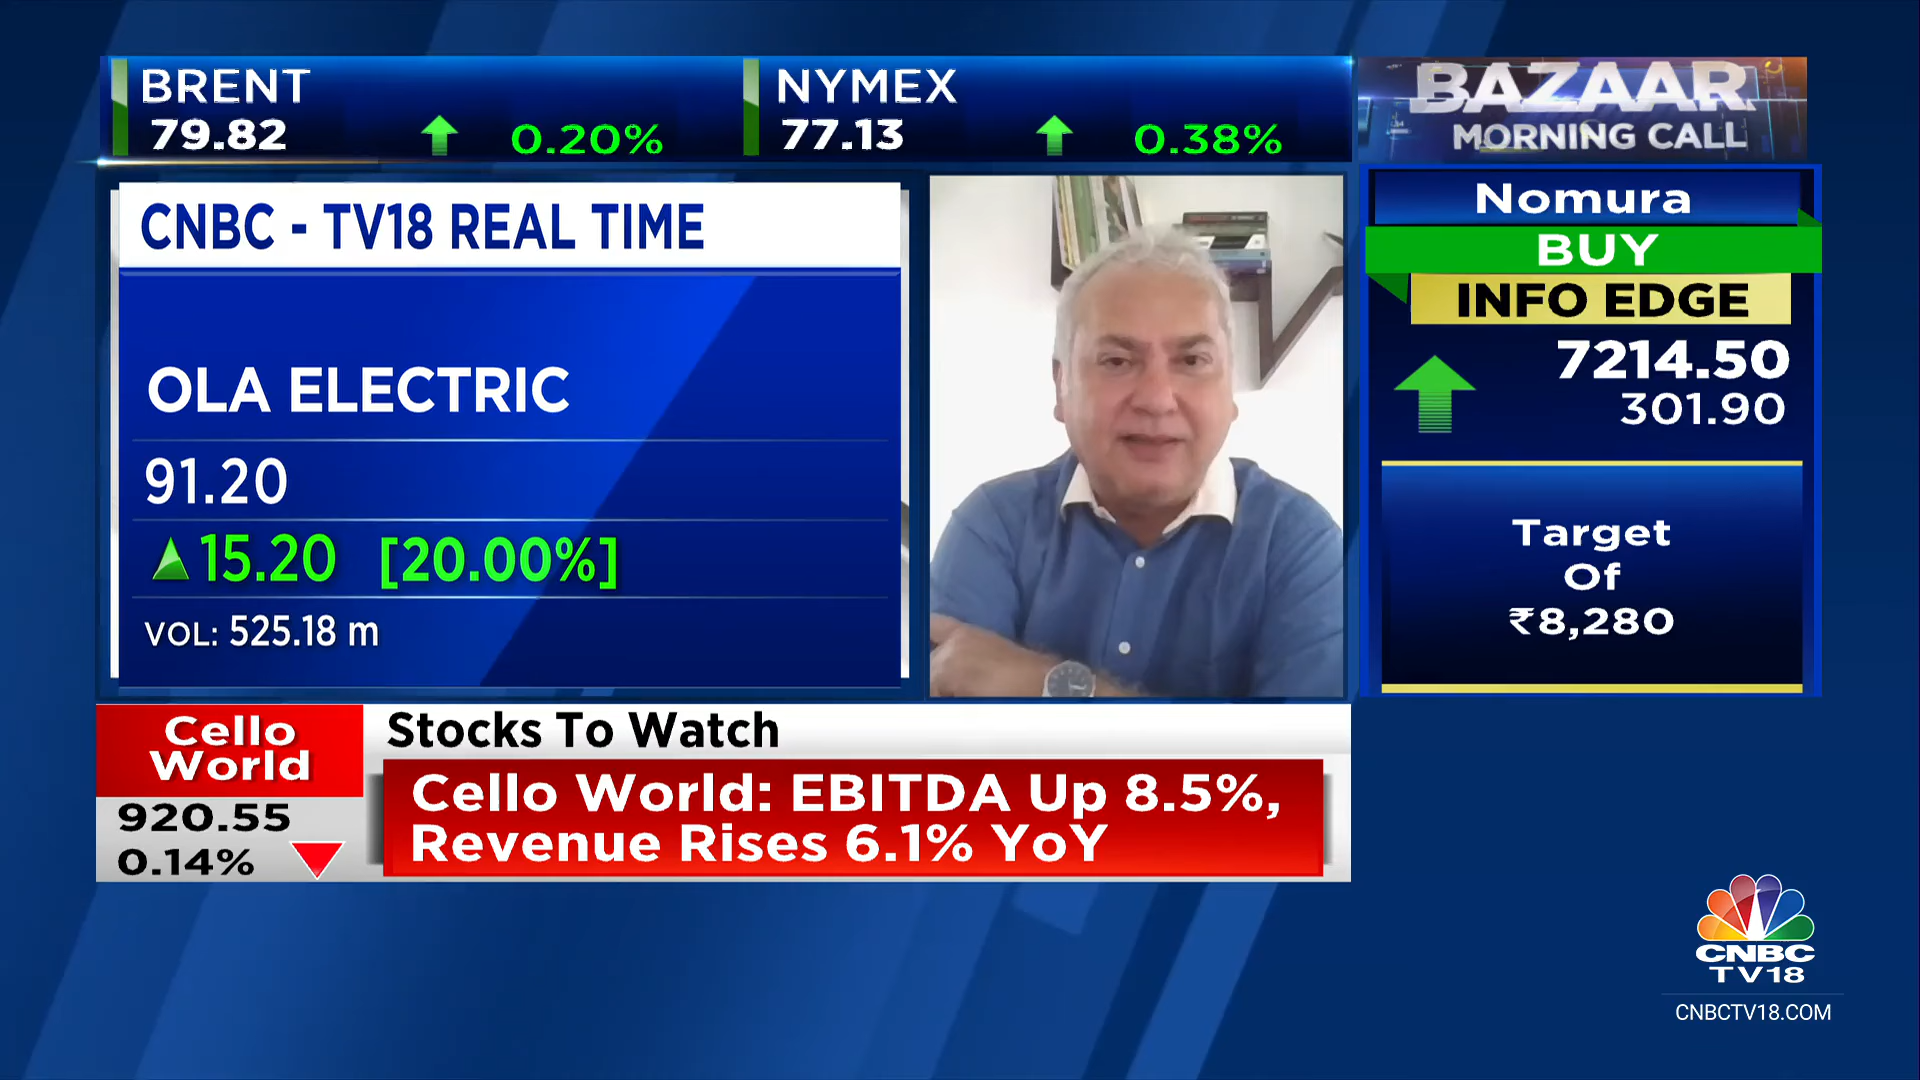 BRENT
79.82 0.20%
NYMEX
77.13 0.38%
BAZAAR
MORNING CALL
CNBC - TV18 REAL TIME
OLA ELECTRIC
91.20
15.20 [20.00%]
VOL: 525.18 m
Nomura
BUY
INFO EDGE
7214.50
301.90
Target
Of
₹8,280
Cello
World
920.55
0.14%
Stocks To Watch
Cello World: EBITDA Up 8.5%,
Revenue Rises 6.1% YoY
CNBC
TV18
CNBCTV18.COM